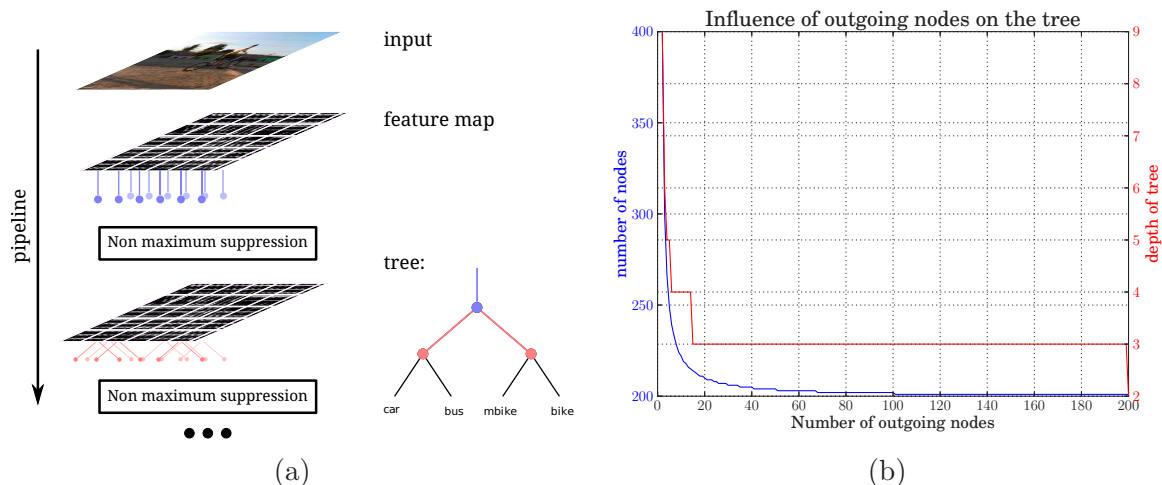 input
feature map
pipeline
Non maximum suppression
tree:
car
bus
mbike
bike
Non maximum suppression
(a)
Influence of outgoing nodes on the tree
400
350
300
250
200
number of nodes
9
8
7
6
5
4
3
2
depth of tree
0 20 40 60 80 100 120 140 160 180 200
Number of outgoing nodes
(b)